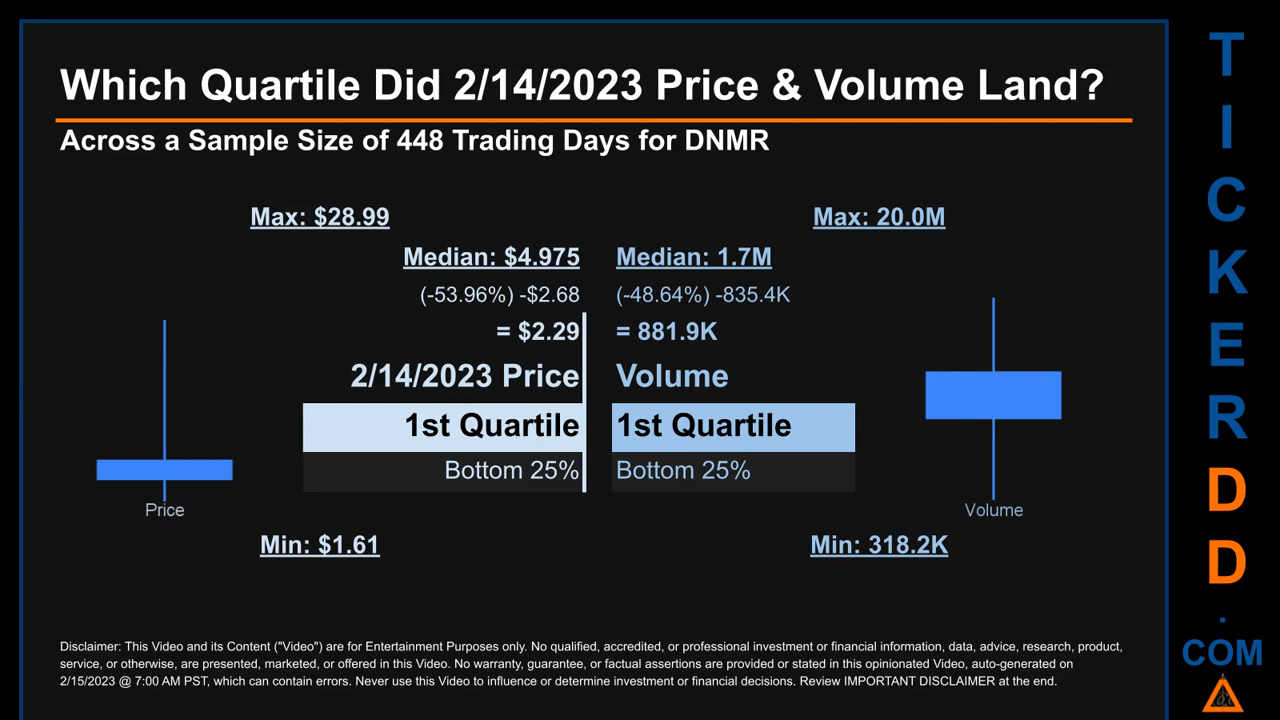 Which Quartile Did 2/14/2023 Price & Volume Land?
Across a Sample Size of 448 Trading Days for DNMR
Max: $28.99
Max: 20.0M
Median: $4.975
Median: 1.7M
(-53.96%) -$2.68
(-48.64%) -835.4K
= $2.29
= 881.9K
2/14/2023 Price
Volume
1st Quartile
1st Quartile
Bottom 25%
Bottom 25%
Price
Volume
Min: $1.61
Min: 318.2K
Disclaimer: This Video and its Content ("Video") are for Entertainment Purposes only. No qualified, accredited, or professional investment or financial information, data, advice, research, product,
service, or otherwise, are presented, marketed, or offered in this Video. No warranty, guarantee, or factual assertions are provided or stated in this opinionated Video, auto-generated on
2/15/2023 @ 7:00 AM PST, which can contain errors. Never use this Video to influence or determine investment or financial decisions. Review IMPORTANT DISCLAIMER at the end.
T
I
C
K
E
R
D
D
.
COM